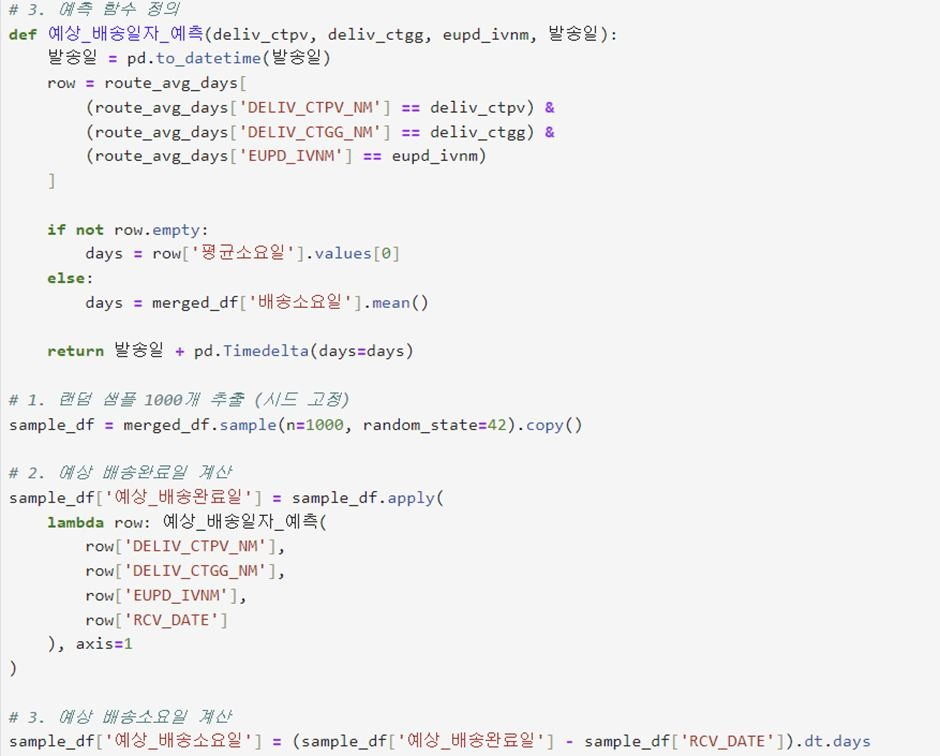 # 3. 예측 함수 정의
def 예상_배송일자_예측(deliv_ctpv, deliv_ctgg, eupd_ivnm, 발송일):
    발송일 = pd.to_datetime(발송일)
    row = route_avg_days[
        (route_avg_days['DELIV_CTPV_NM'] == deliv_ctpv) &
        (route_avg_days['DELIV_CTGG_NM'] == deliv_ctgg) &
        (route_avg_days['EUPD_IVNM'] == eupd_ivnm)
    ]

    if not row.empty:
        days = row['평균소요일'].values[0]
    else:
        days = merged_df['배송소요일'].mean()

    return 발송일 + pd.Timedelta(days=days)

# 1. 랜덤 샘플 1000개 추출 (시드 고정)
sample_df = merged_df.sample(n=1000, random_state=42).copy()

# 2. 예상 배송완료일 계산
sample_df['예상_배송완료일'] = sample_df.apply(
    lambda row: 예상_배송일자_예측(
        row['DELIV_CTPV_NM'],
        row['DELIV_CTGG_NM'],
        row['EUPD_IVNM'],
        row['RCV_DATE']
    ), axis=1
)

# 3. 예상 배송소요일 계산
sample_df['예상_배송소요일'] = (sample_df['예상_배송완료일'] - sample_df['RCV_DATE']).dt.days